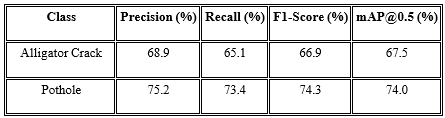 Class Precision (%) Recall (%) F1-Score (%) mAP@0.5 (%)
Alligator Crack 68.9 65.1 66.9 67.5
Pothole 75.2 73.4 74.3 74.0